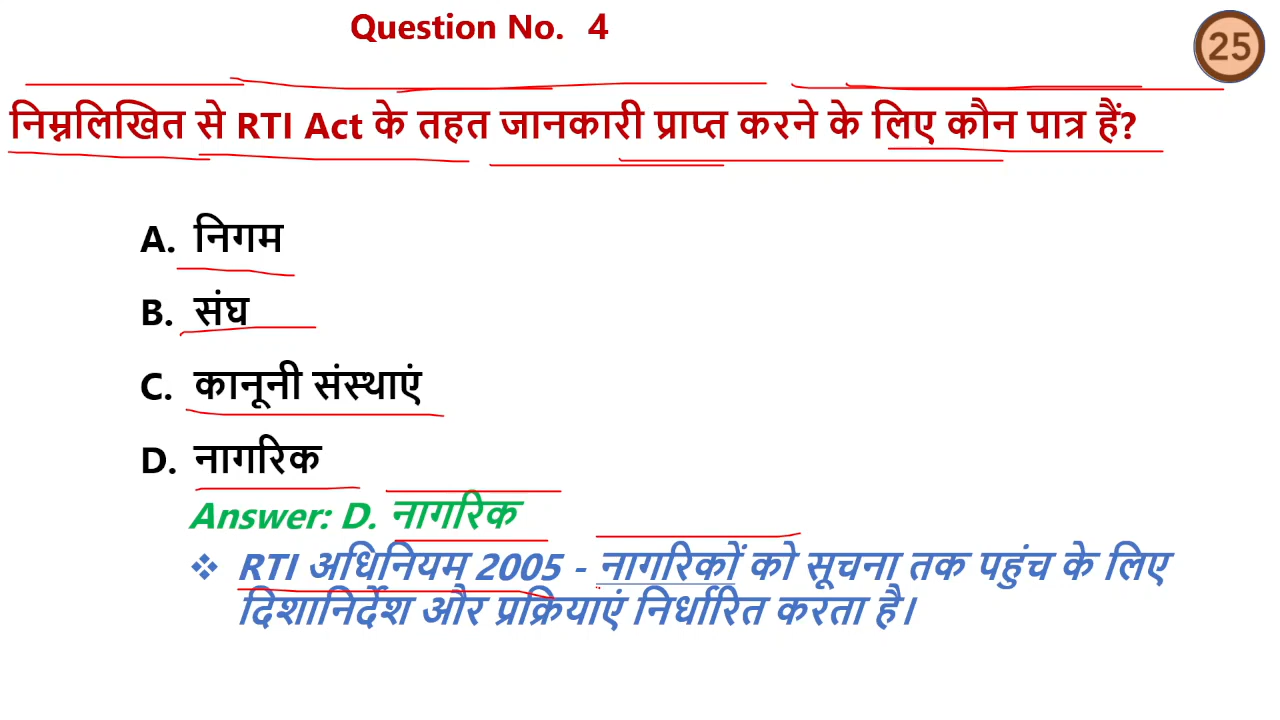 Question No. 4
25
निम्नलिखित से RTI Act के तहत जानकारी प्राप्त करने के लिए कौन पात्र हैं?
A. निगम
B. संघ
C. कानूनी संस्थाएं
D. नागरिक
Answer: D. नागरिक
❖ RTI अधिनियम 2005 - नागरिकों को सूचना तक पहुंच के लिए
दिशानिर्देश और प्रक्रियाएं निर्धारित करता है।